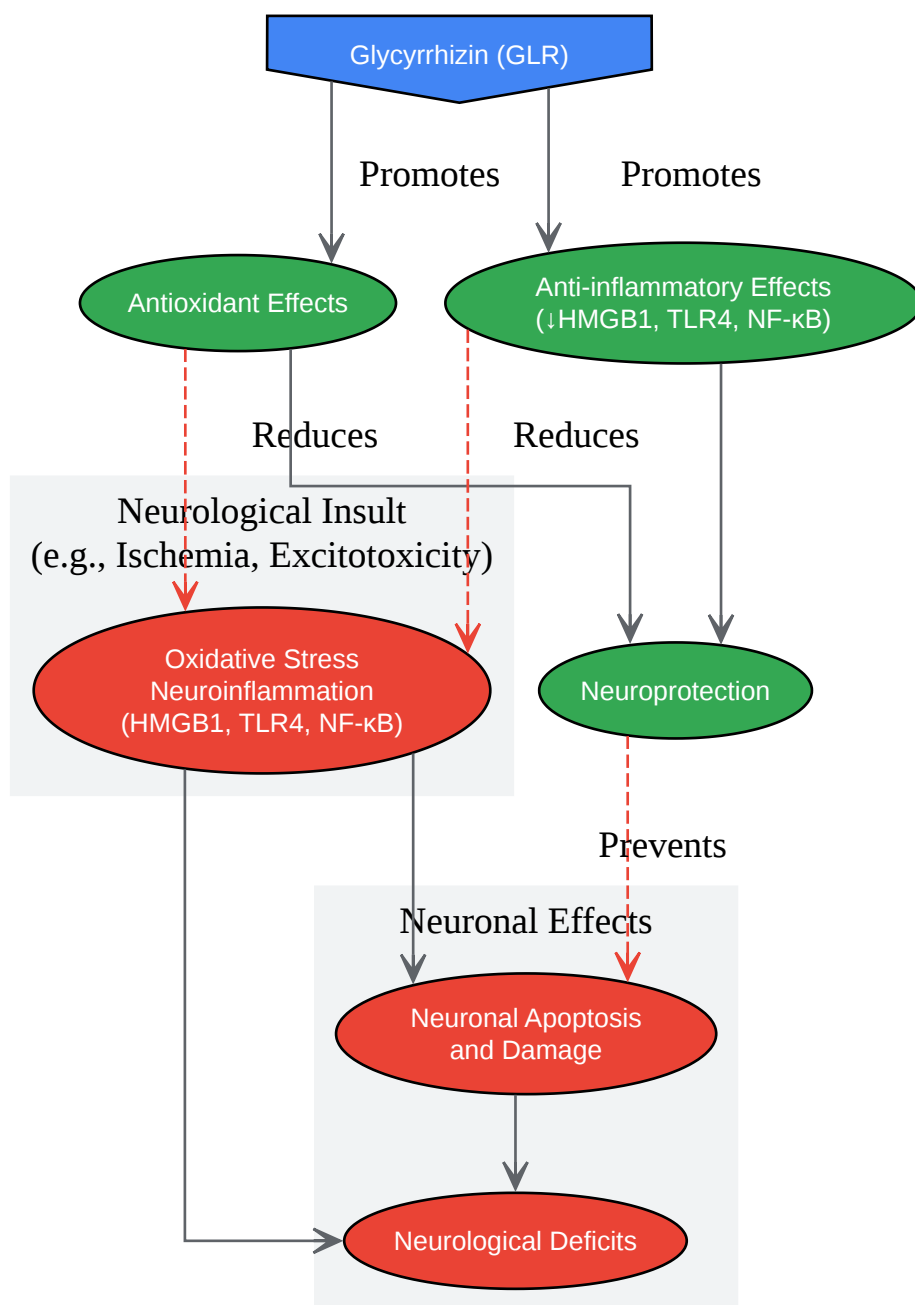 Glycyrrhizin (GLR)
Promotes
Promotes
Antioxidant Effects
Anti-inflammatory Effects
(↓HMGB1, TLR4, NF-κB)
Reduces
Reduces
Neurological Insult
(e.g., Ischemia, Excitotoxicity)
Oxidative Stress
Neuroinflammation
(HMGB1, TLR4, NF-κB)
Neuroprotection
Prevents
Neuronal Effects
Neuronal Apoptosis
and Damage
Neurological Deficits